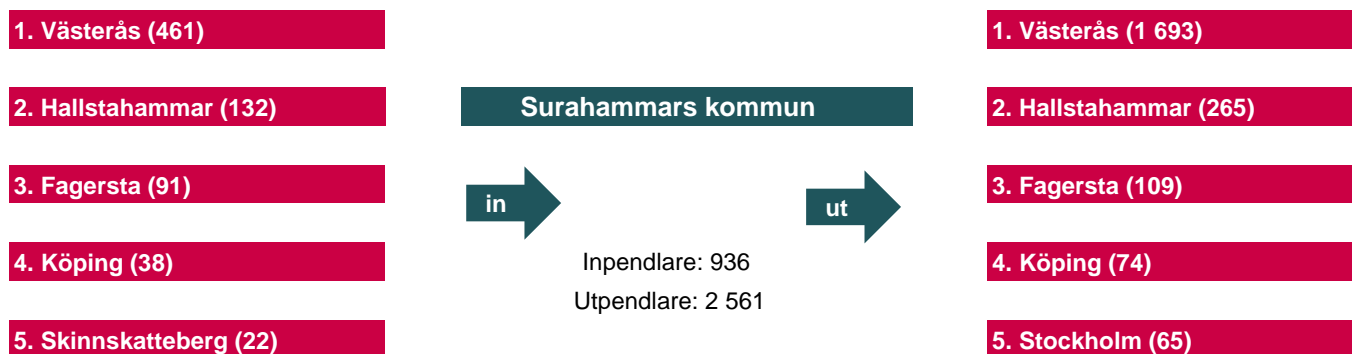 1. Västerås (461)
2. Hallstahammar (132)
3. Fagersta (91)
4. Köping (38)
5. Skinnskatteberg (22)
Surahammars kommun
in
ut
Inpendlare: 936
Utpendlare: 2 561
1. Västerås (1 693)
2. Hallstahammar (265)
3. Fagersta (109)
4. Köping (74)
5. Stockholm (65)